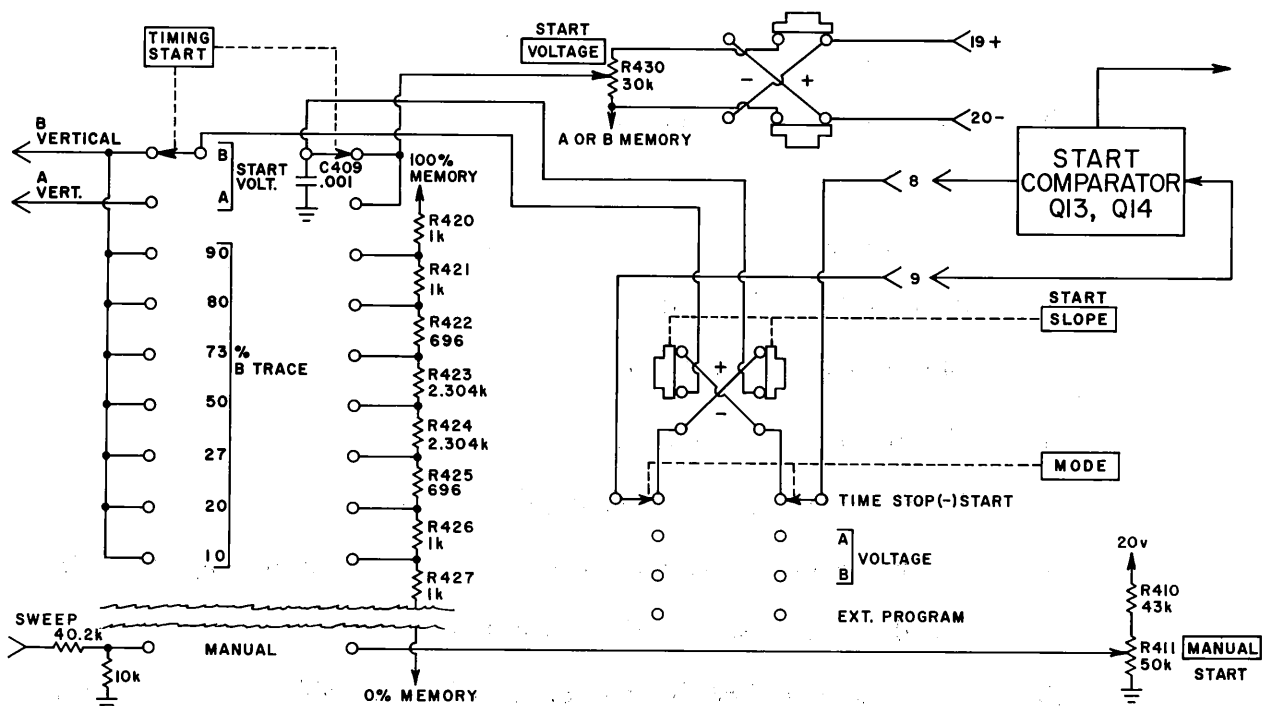 TIMING
START
START
VOLTAGE
R430
30k
-
+
19+
20-
A OR B MEMORY
B
VERTICAL
A
VERT.
B
A
START
VOLT.
C409
.001
100%
MEMORY
START
COMPARATOR
Q13, Q14
8
9
90
80
73
50
27
20
10
%
B TRACE
R420
1k
R421
1k
R422
696
R423
2.304k
R424
2.304k
R425
696
R426
1k
R427
1k
START
SLOPE
+
-
MODE
TIME STOP(-)START
A
B
VOLTAGE
EXT. PROGRAM
20v
R410
43k
R411
50k
MANUAL
START
SWEEP
40.2k
10k
MANUAL
0% MEMORY